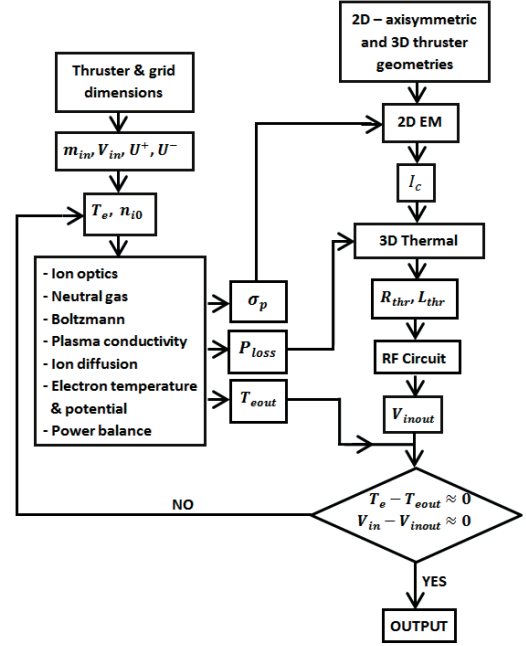 2D – axisymmetric
and 3D thruster
geometries
Thruster & grid
dimensions
2D EM
m_in, V_in, U⁺, U⁻
I_c
T_e, n_i0
3D Thermal
- Ion optics
- Neutral gas
- Boltzmann
- Plasma conductivity
- Ion diffusion
- Electron temperature
& potential
- Power balance
σ_p
P_loss
T_eout
R_thr, L_thr
RF Circuit
V_inout
T_e − T_eout ≈ 0
V_in − V_inout ≈ 0
NO
YES
OUTPUT